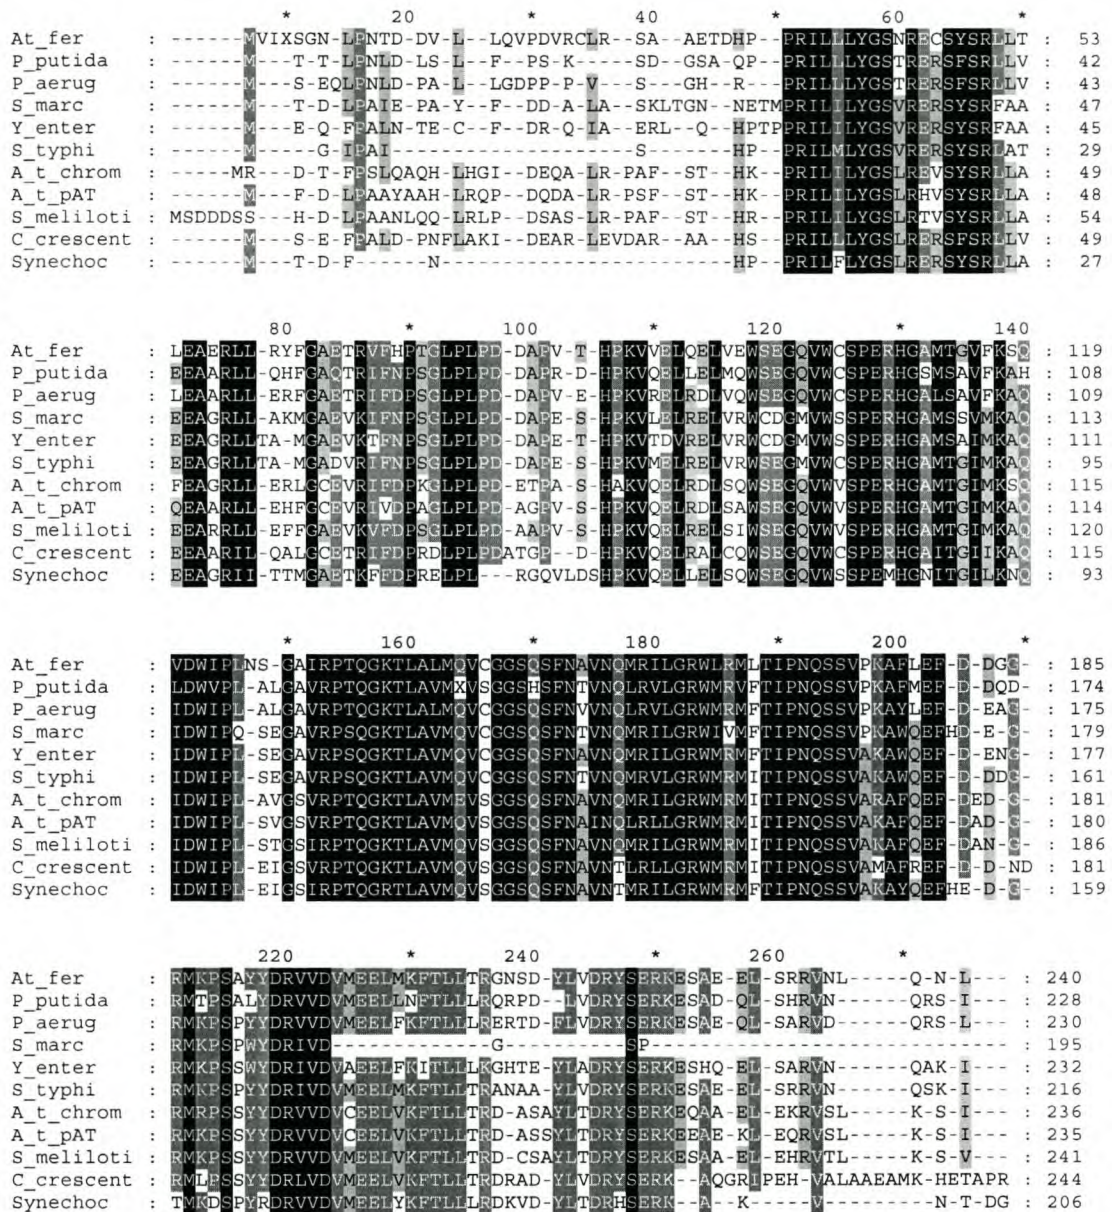 * 20 * 40 * 60 *
At_fer : ------MVIXSGN-LPNTD-DV-L--LQVPDVRCLR--SA--AETDHP--PRILLLYGSNRECSYSRLLT : 53
P_putida : ------M---T-T-LPNLD-LS-L--F--PS-K-----SD--GSA-QP--PRILLLYGSTRERSFSRLLV : 42
P_aerug : ------M---S-EQLPNLD-PA-L--LGDPP-P-V---S---GH--R---PRILLLYGSTRERSFSRLLV : 43
S_marc : ------M---T-D-LPAIE-PA-Y--F--DD-A-LA--SKLTGN-NETMPRILILYGSVRERSYSRFAA : 47
Y_enter : ------M---E-Q-FPALN-TE-C--F--DR-Q-IA--ERL--Q-HPTPPRILILYGSVRERSYSRFAA : 45
S_typhi : ------M---G-I-PAI--------------------S-------HP--PRILMLYGSVRERSYSRLAT : 29
A_t_chrom : -----MR---D-T-FPSLQAQH-LHGI--DEQA-LR-PAF--ST-HK--PRILLLYGSLREVSYSRLLA : 49
A_t_pAT : ------M---F-D-LPAAYAAH-LRQP--DQDA-LR-PSF--ST-HK--PRILILYGSLRHVSYSRLLA : 48
S_meliloti : MSDDDSS---H-D-LPAANLQQ-LRLP--DSAS-LR-PAF--ST-HR--PRILLLYGSLRTVSYSRLLA : 54
C_crescent : ------M---S-E-FPALD-PNFLAKI--DEAR-LEVDAR--AA-HS--PRILLLYGSLRERSFSRLLV : 49
Synechoc : ------M---T-D-F------N------------------------HP--PRILFLYGSLRERSYSRLLA : 27
80 * 100 * 120 * 140
At_fer : LEAERLL-RYFGAETRVFHPTGLPLPD-DAPV-T-HPKVVELQELVEWSEGQVWCSPERHGAMTGVFKSQ : 119
P_putida : EEAARLL-QHFGAQTRIFNPSGLPLPD-DAPR-D-HPKVQELLELMQWSEGQVWCSPERHGSMSAVFKAH : 108
P_aerug : LEAARLL-ERFGAETRIFDPSGLPLPD-DAPV-E-HPKVRELRDLVQWSEGQVWCSPERHGALSAVFKAQ : 109
S_marc : EEAGRLL-AKMGAEVKIFNPSGLPLPD-DAPE-S-HPKVLELRELVRWCDGMVWSSPERHGAMSSVMKAQ : 113
Y_enter : EEAGRLLTA-MGAEVKTFNPSGLPLPD-DAPE-T-HPKVTDVRELVRWCDGMVWSSPERHGAMSAIMKAQ : 111
S_typhi : EEAGRLLTA-MGADVRIFNPSGLPLPD-DAPE-S-HPKVMELRELVRWSEGMVWCSPERHGAMTGIMKAQ : 95
A_t_chrom : FEAGRLL-ERLGCEVRIFDPKGLPLPD-ETPA-S-HAKVQELRDLSQWSEGQVWVSPERHGAMTGIMKSQ : 115
A_t_pAT : QEAARLL-EHFGCEVRIVDPAGLPLPD-AGPV-S-HPKVQELRDLSAWSEGQVWVSPERHGAMTGIMKAQ : 114
S_meliloti : EEARRLL-EFFGAEVKVFDPSGLPLPD-AAPV-S-HPKVQELRELSIWSEGQVWVSPERHGAMTGIMKAQ : 120
C_crescent : EEAARIL-QALGCETRIFDPRDLPLPDATGP--D-HPKVQELRALCQWCEGQVWCSPERHGAITGIIKAQ : 115
Synechoc : EEAGRII-TTMGAETKFFDPRELPL---RGQVLDSHPKVQELLELSQWSEGQVWSSPEMHGNITGILKNQ : 93
* 160 * 180 * 200 *
At_fer : VDWIPLNS-GAIRPTQGKTLALMQVCGGSQSFNAVNQMRILGRWLRMLTIPNQSSVPKAFLEF-D-DGG- : 185
P_putida : LDWVPL-ALGAVRPTQGKTLAVMXVSGGSHSFNTVNQLRVLGRWMRVFTIPNQSSVPKAFMEF-D-DQD- : 174
P_aerug : IDWIPL-ALGAVRPTQGKTLALMQVCGGSQSFNVVNQLRVLGRWMRMFTIPNQSSVPKAYLEF-D-EAG- : 175
S_marc : IDWIPQ-SEGAVRPSQGKTLAVMQVCGGSQSFNTVNQMRVLGRWIVMFTIPNQSSVPKAWQEFHD-E-G- : 179
Y_enter : IDWIPL-SEGAVRPSQGKTLAVMQVCGGSQSFNAVNQMRVLGRWMRMFTIPNQSSVAKAWQEF-D-ENG- : 177
S_typhi : IDWIPL-SEGAVRPSQGKTLAVMQVCGGSQSFNTVNQMRVLGRWMRMITIPNQSSVAKAWQEF-D-DDG- : 161
A_t_chrom : IDWIPL-AVGSVRPTQGKTLAVMEVSGGSQSFNAVNQMRILGRWMRMITIPNQSSVARAFQEF-DED-G- : 181
A_t_pAT : IDWIPL-SVGSVRPTQGKTLAVMQVSGGSQSFNAINQLRLLGRWMRMITIPNQSSVAKAFQEF-DAD-G- : 180
S_meliloti : IDWIPL-STGSIRPTQGKTLAVMQVSGGSQSFNAVNQMRILGRWMRMITIPNQSSVAKAFQEF-DAN-G- : 186
C_crescent : IDWIPL-EIGSVRPTQGRTLAVMQVSGGSQSFNAVNTLRLLGRWMRMFTIPNQSSVAMAFREF-D-D-ND : 181
Synechoc : IDWIPL-EIGSVRPTQGRTLAVMQVSGGSQSFNAVNTMRILGRWMRMFTIPNQSSVAKAYQEFHE-D-G- : 159
220 * 240 * 260 *
At_fer : RMKPSAYYDRVVDVMEELMKFTLLTRGNSD-YLVDRYSERKESAE-EL-SRRVNL-----Q-N-L--- : 240
P_putida : RMTPSALYDRVVDVMEELLNFTLLLRQRPD--LVDRYSERKESAD-QL-SHRVN------QRS-I--- : 228
P_aerug : RMKPSPYYDRVVDVMEELFKFTLLLRERTD-FLVDRYSERKESAE-QL-SARVD------QRS-L--- : 230
S_marc : RMKPSPWYDRIVD-------------G----------SP----------------------------- : 195
Y_enter : RMKPSSWYDRIVDVAEELFKITLLLKGHTE-YLADRYSERKESHQ-EL-SRRVN------QAK-I--- : 232
S_typhi : RMKPSPYYDRIVDVMEELMKFTLLLRANAA-YLVDRYSERKESAE-EL-SRRVN------QSK-I--- : 216
A_t_chrom : RMRPSSYYDRVVDVCEELVKFTLLTRD-ASAYLTDRYSERKEQAA-EL-EKRVSL-----K-S-I--- : 236
A_t_pAT : RMKPSSYYDRVVDVCEELVKFTLLTRD-ASSYLTDRYSERKEEAE-KL-EQRVSL-----K-S-I--- : 235
S_meliloti : RMKPSSYYDRVVDVMEELVKFTLLTRD-CSAYLTDRYSERKESAA-EL-EHRVTL-----K-S-V--- : 241
C_crescent : RMLPSSYYDRLVDVMEELVKFTLLTRDRAD-YLTDRYSERK--AQGRIPEH-VALAAEAMK-HETAPR : 244
Synechoc : TMKDSPYRDRVVDVMEELYKFTLLLRDKVD-YLTDRHSERK--A---K-----V------N-T-DG : 206